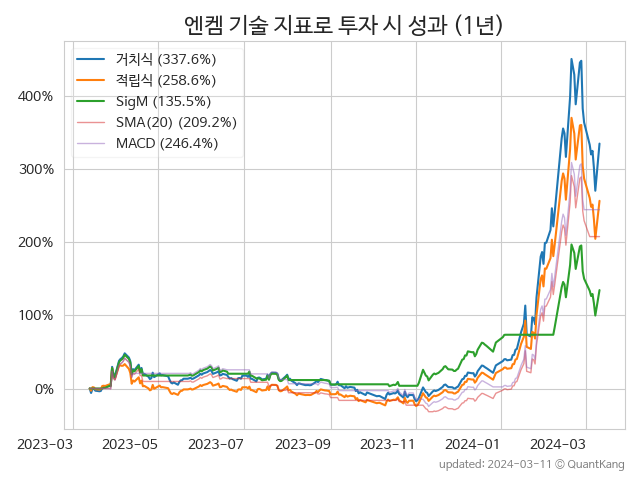 엔켐 기술 지표로 투자 시 성과 (1년)
거치식 (337.6%)
적립식 (258.6%)
SigM (135.5%)
SMA(20) (209.2%)
MACD (246.4%)
400%
300%
200%
100%
0%
2023-03 2023-05 2023-07 2023-09 2023-11 2024-01 2024-03
updated: 2024-03-11 © QuantKang